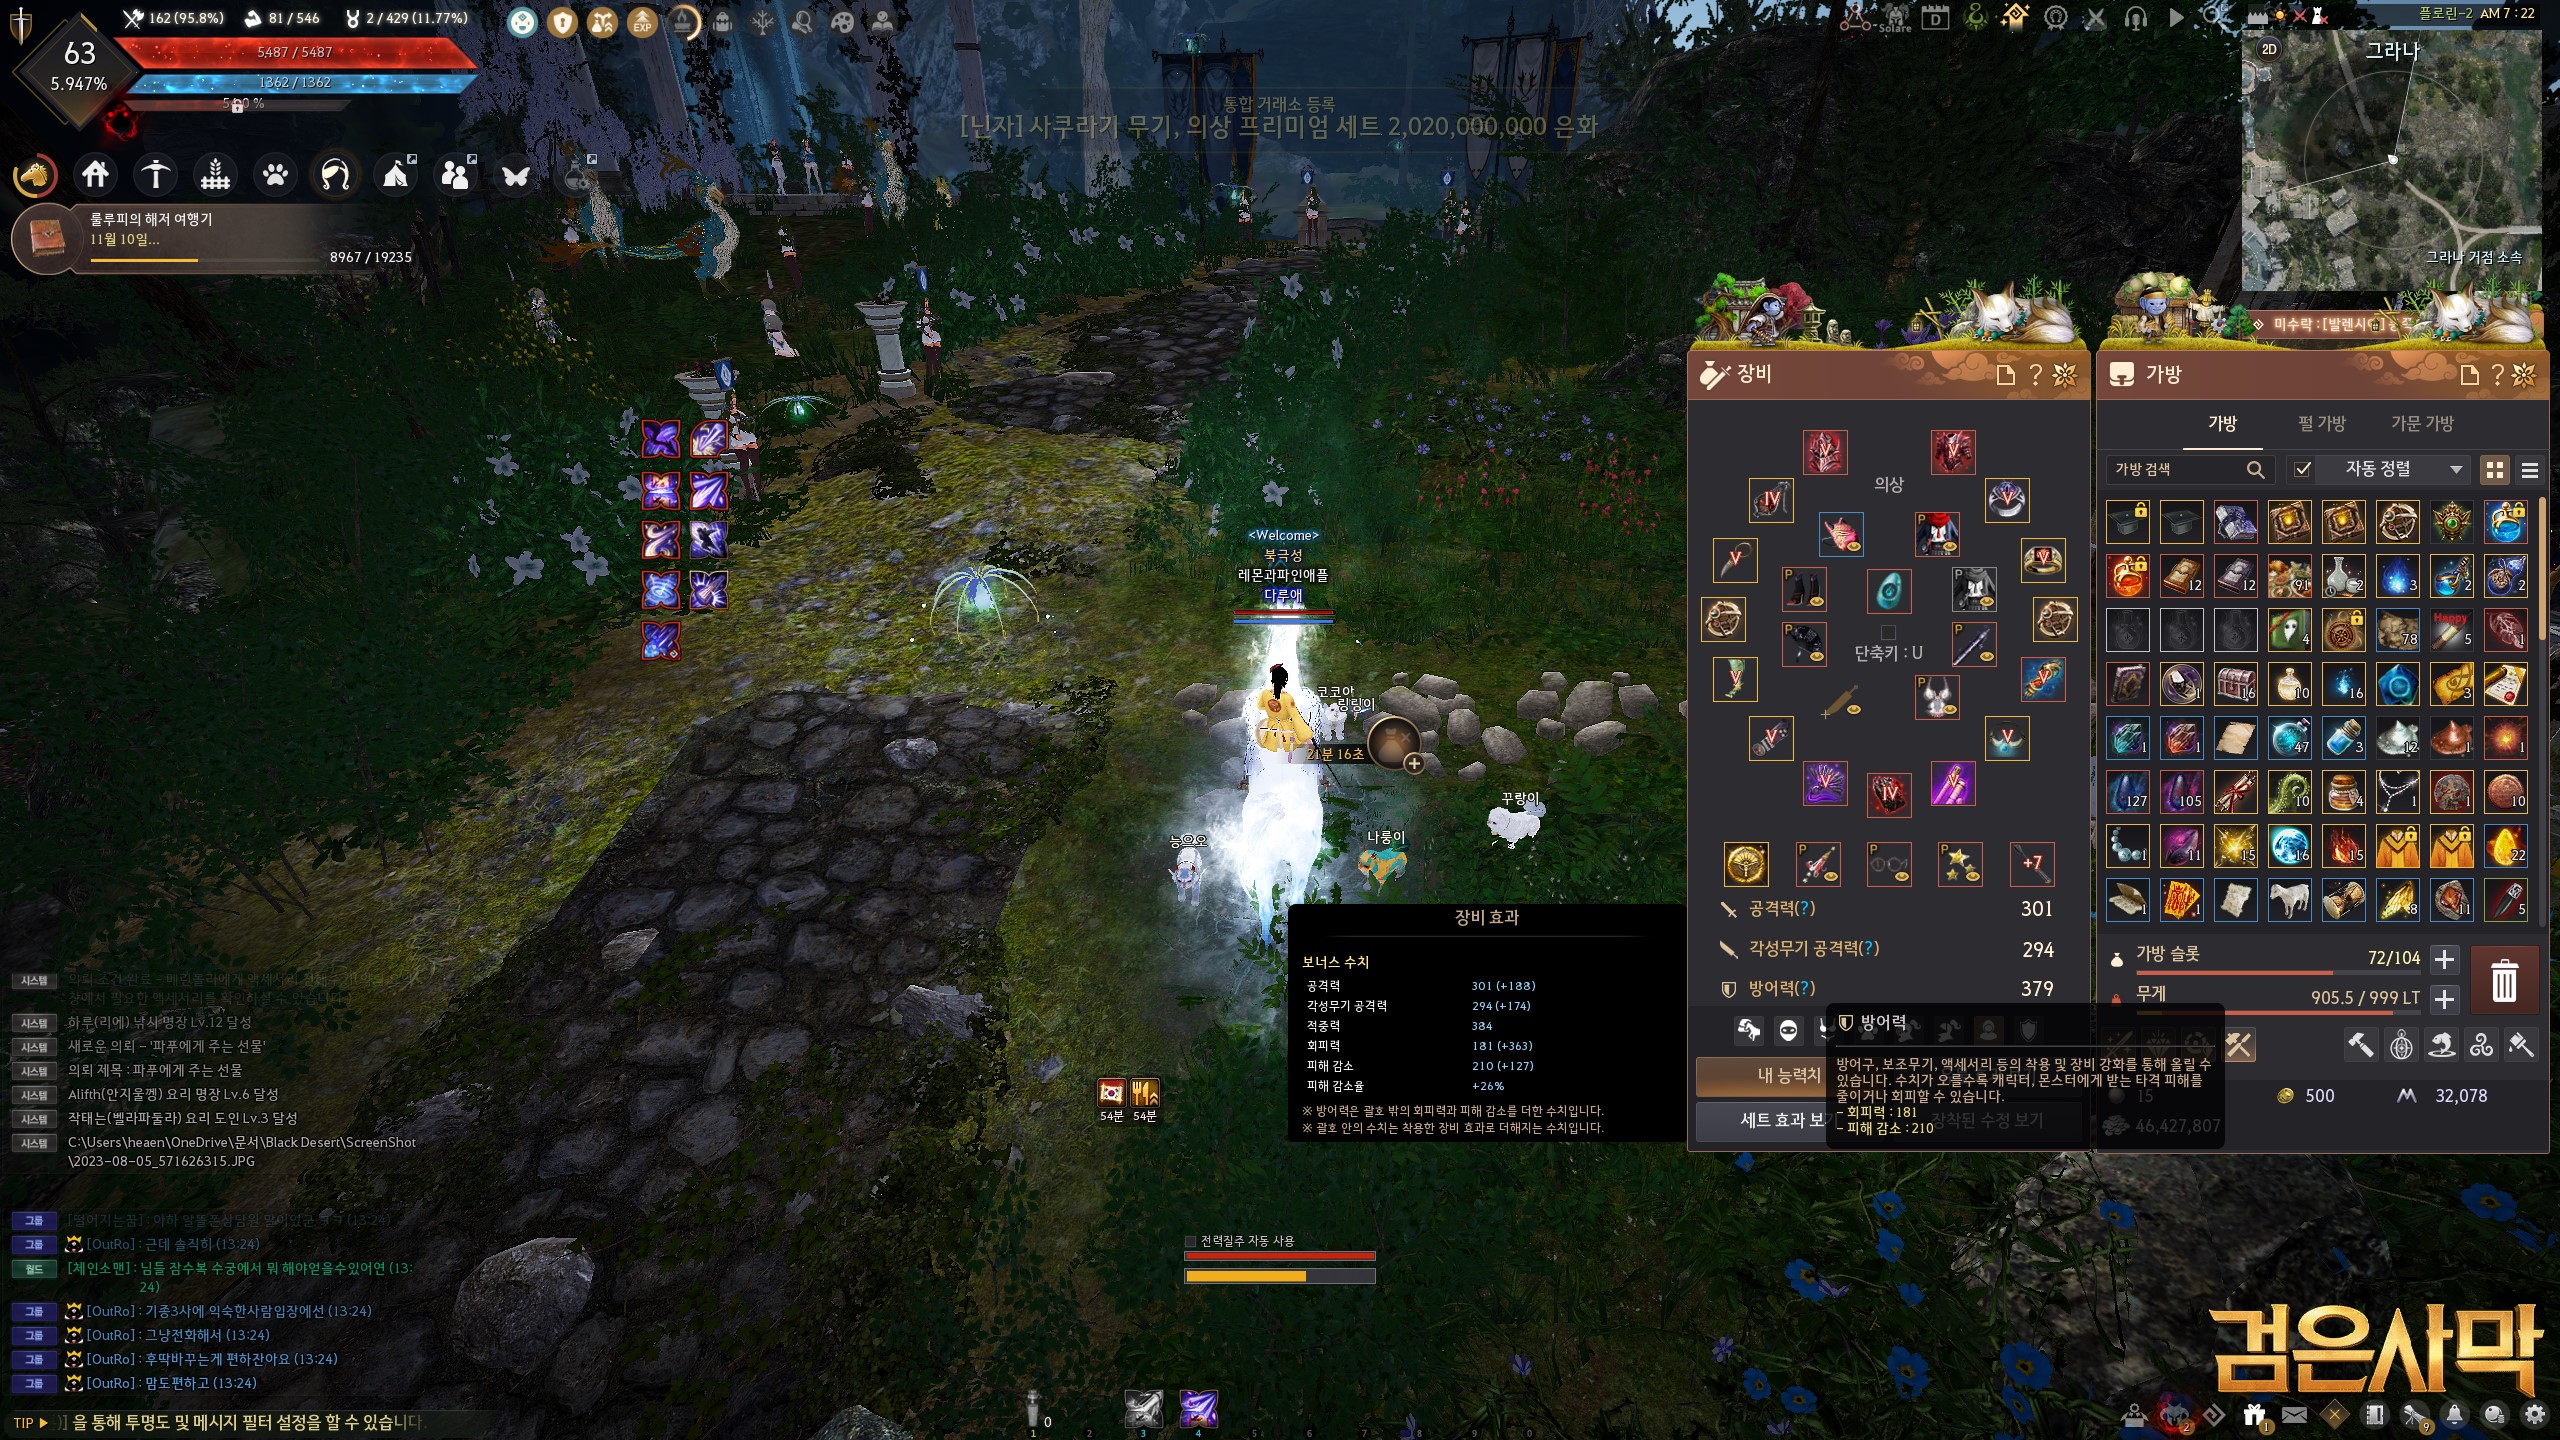 162 (95.8%)
81 / 546
2 / 429 (11.77%)
63
5.947%
5487 / 5487
1362 / 1362
EXP
Solare
D
플로린-2 AM 7 : 22
2D
그라나
그라나 거점 소속
통합 거래소 등록
[닌자] 사쿠라가 무기, 의상 프리미엄 세트 2,020,000,000 은화
룰루피의 해저 여행기
11월 10일...
8967 / 19235
미수락 : [발렌시
장비
가방
가방
펄 가방
가문 가방
가방 검색
자동 정렬
의상
단축키 : U
<Welcome>
북극성
레몬과파인애플
다루애
코코아
링링이
21분 16초
꾸랑이
나룽이
능으오
+7
공격력(?)
301
각성무기 공격력(?)
294
방어력(?)
379
가방 슬롯
72/104
무게
905.5 / 999 LT
내 능력치
세트 효과 보
장착된 수정 보기
15
500
32,078
46,427,807
방어력
방어구, 보조무기, 액세서리 등의 착용 및 장비 강화를 통해 올릴 수
있습니다. 수치가 오를수록 캐릭터, 몬스터에게 받는 타격 피해를
줄이거나 회피할 수 있습니다.
- 회피력 : 181
- 피해 감소 : 210
장비 효과
보너스 수치
공격력 301 (+188)
각성무기 공격력 294 (+174)
적중력 384
회피력 181 (+363)
피해 감소 210 (+127)
피해 감소율 +26%
※ 방어력은 괄호 밖의 회피력과 피해 감소를 더한 수치입니다.
※ 괄호 안의 수치는 착용한 장비 효과로 더해지는 수치입니다.
54분
54분
시스템 하루(리에) 낚시 명장 Lv.12 달성
시스템 새로운 의뢰 - '파푸에게 주는 선물'
시스템 의뢰 제목 : 파푸에게 주는 선물
시스템 Alifth(안지울껭) 요리 명장 Lv.6 달성
시스템 작태는(벨라파둘라) 요리 도인 Lv.3 달성
시스템 C:\Users\heaen\OneDrive\문서\Black Desert\ScreenShot
\2023-08-05_571626315.JPG
그룹 [OutRo] : 근데 솔직히 (13:24)
월드 [체인소맨] : 님들 잠수복 수궁에서 뭐 해야얻을수있어연 (13:
24)
그룹 [OutRo] : 기종3사에 익숙한사람입장에선 (13:24)
그룹 [OutRo] : 그냥전화해서 (13:24)
그룹 [OutRo] : 후딱바꾸는게 편하잔아요 (13:24)
그룹 [OutRo] : 맘도편하고 (13:24)
TIP ▶ )] 을 통해 투명도 및 메시지 필터 설정을 할 수 있습니다.
전력질주 자동 사용
0
1 2 3 4 5 6 7 8 9 0
검은사막